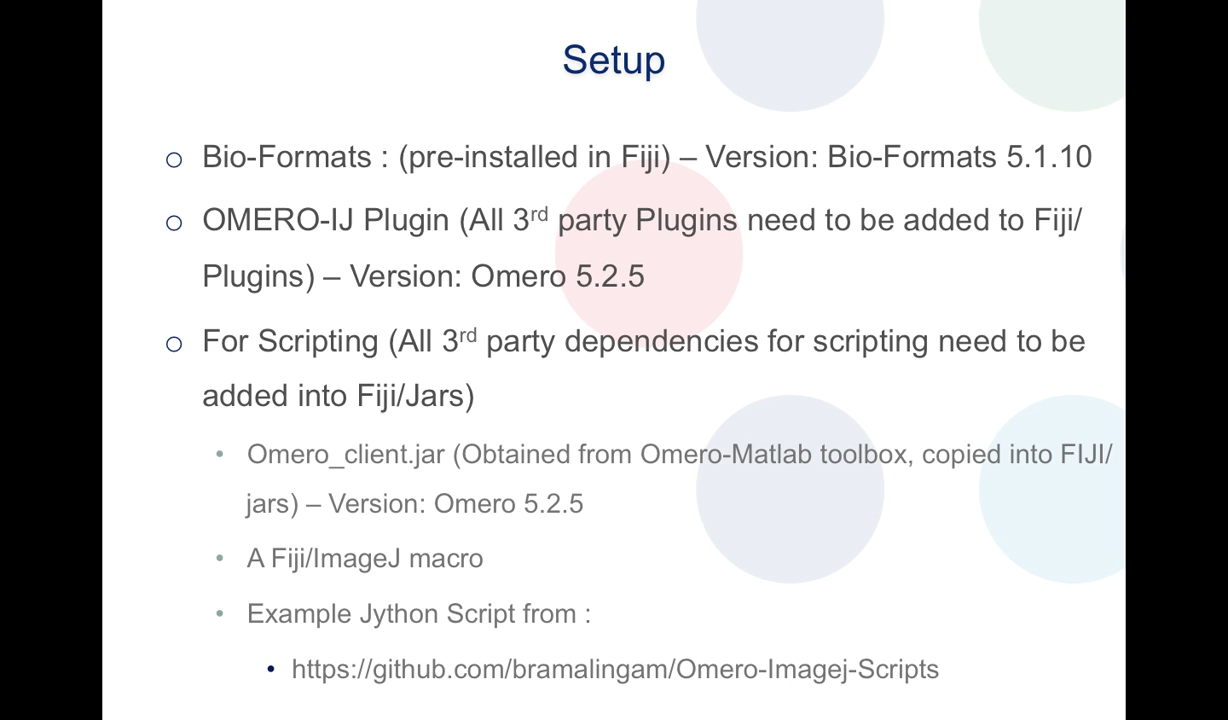 Setup
Bio-Formats : (pre-installed in Fiji) – Version: Bio-Formats 5.1.10
OMERO-IJ Plugin (All 3rd party Plugins need to be added to Fiji/
Plugins) – Version: Omero 5.2.5
For Scripting (All 3rd party dependencies for scripting need to be
added into Fiji/Jars)
Omero_client.jar (Obtained from Omero-Matlab toolbox, copied into FIJI/
jars) – Version: Omero 5.2.5
A Fiji/ImageJ macro
Example Jython Script from :
https://github.com/bramalingam/Omero-Imagej-Scripts